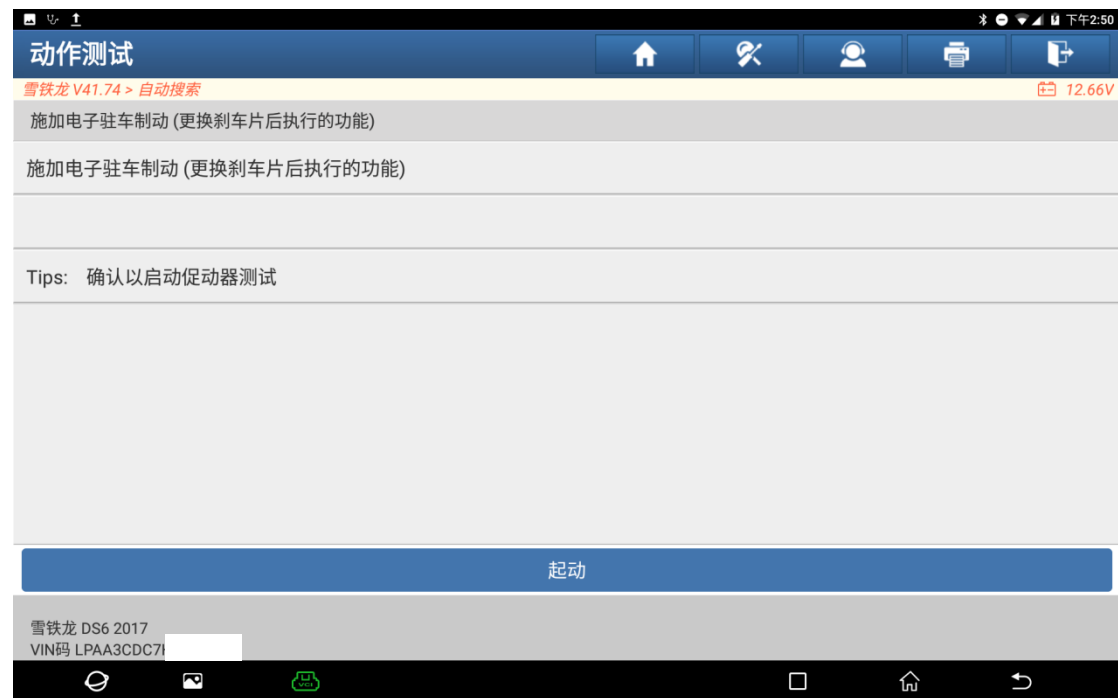 下午2:50
动作测试
雪铁龙 V41.74 > 自动搜索 12.66V
施加电子驻车制动 (更换刹车片后执行的功能)
施加电子驻车制动 (更换刹车片后执行的功能)
Tips: 确认以启动促动器测试
起动
雪铁龙 DS6 2017
VIN码 LPAA3CDC7
VCI